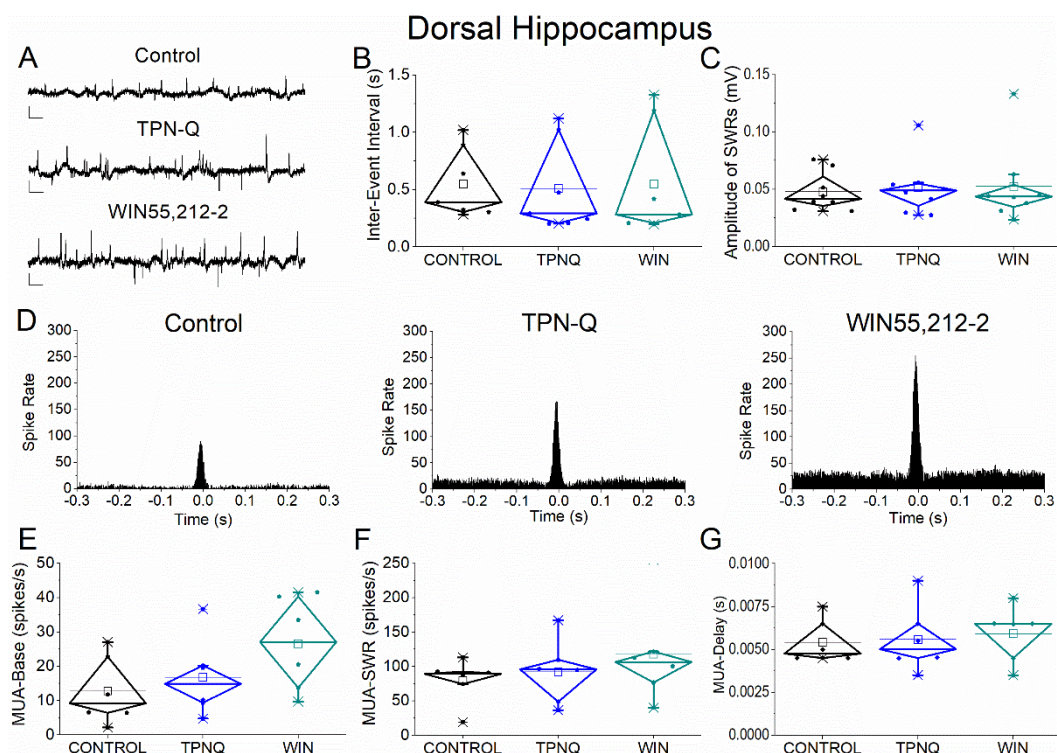 Dorsal Hippocampus
A
Control
TPN-Q
WIN55,212-2
B
Inter-Event Interval (s)
1.5
1.0
0.5
0.0
CONTROL TPNQ WIN
C
Amplitude of SWRs (mV)
0.15
0.10
0.05
0.00
CONTROL TPNQ WIN
D
Control
Spike Rate
300
250
200
150
100
50
0
-0.3 -0.2 -0.1 0.0 0.1 0.2 0.3
Time (s)
TPN-Q
Spike Rate
300
250
200
150
100
50
0
-0.3 -0.2 -0.1 0.0 0.1 0.2 0.3
Time (s)
WIN55,212-2
Spike Rate
300
250
200
150
100
50
0
-0.3 -0.2 -0.1 0.0 0.1 0.2 0.3
Time (s)
E
MUA-Base (spikes/s)
50
40
30
20
10
0
CONTROL TPNQ WIN
F
MUA-SWR (spikes/s)
250
200
150
100
50
0
CONTROL TPNQ WIN
G
MUA-Delay (s)
0.0100
0.0075
0.0050
0.0025
0.0000
CONTROL TPNQ WIN